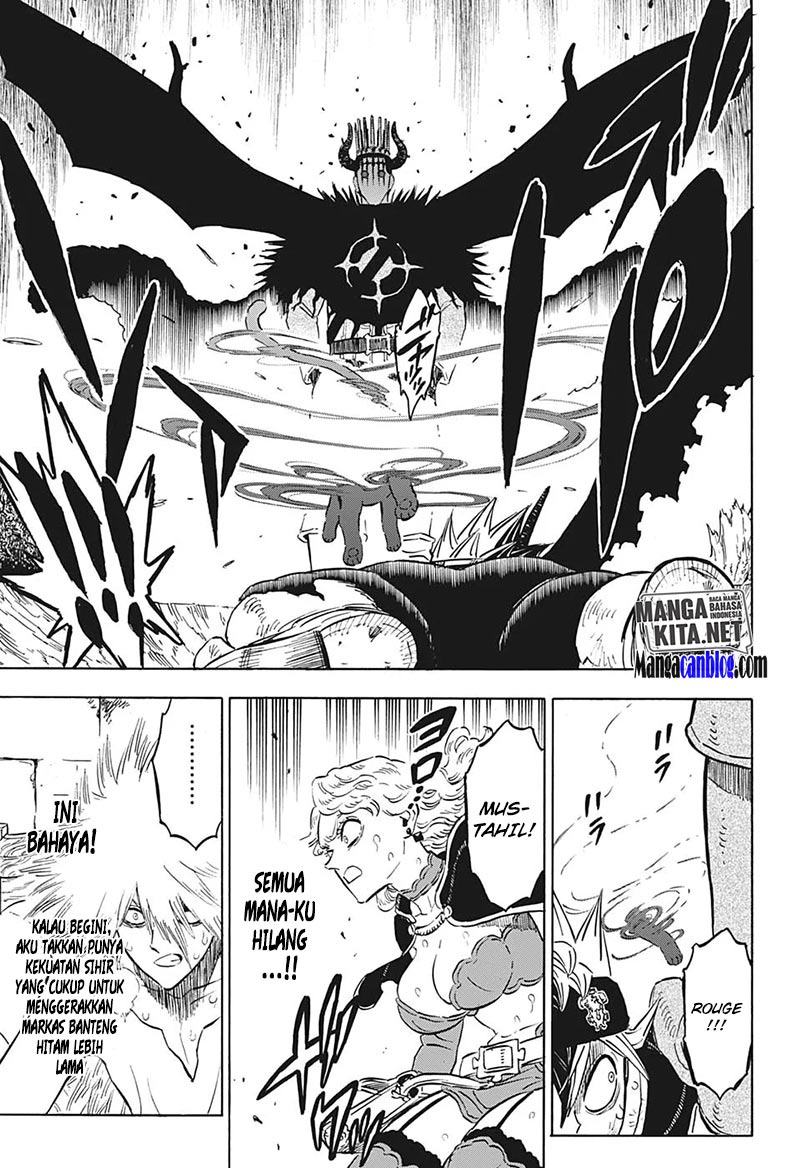 MANGA
KITA.NET
BACA MANGA
BAHASA
INDONESIA
Mangacanblog.com
ROUGE
!!!
MUS-
TAHIL!
SEMUA
MANA-KU
HILANG
...!!
INI
BAHAYA!
KALAU BEGINI,
AKU TAKKAN PUNYA
KEKUATAN SIHIR
YANG CUKUP UNTUK
MENGGERAKKAN
MARKAS BANTENG
HITAM LEBIH
LAMA